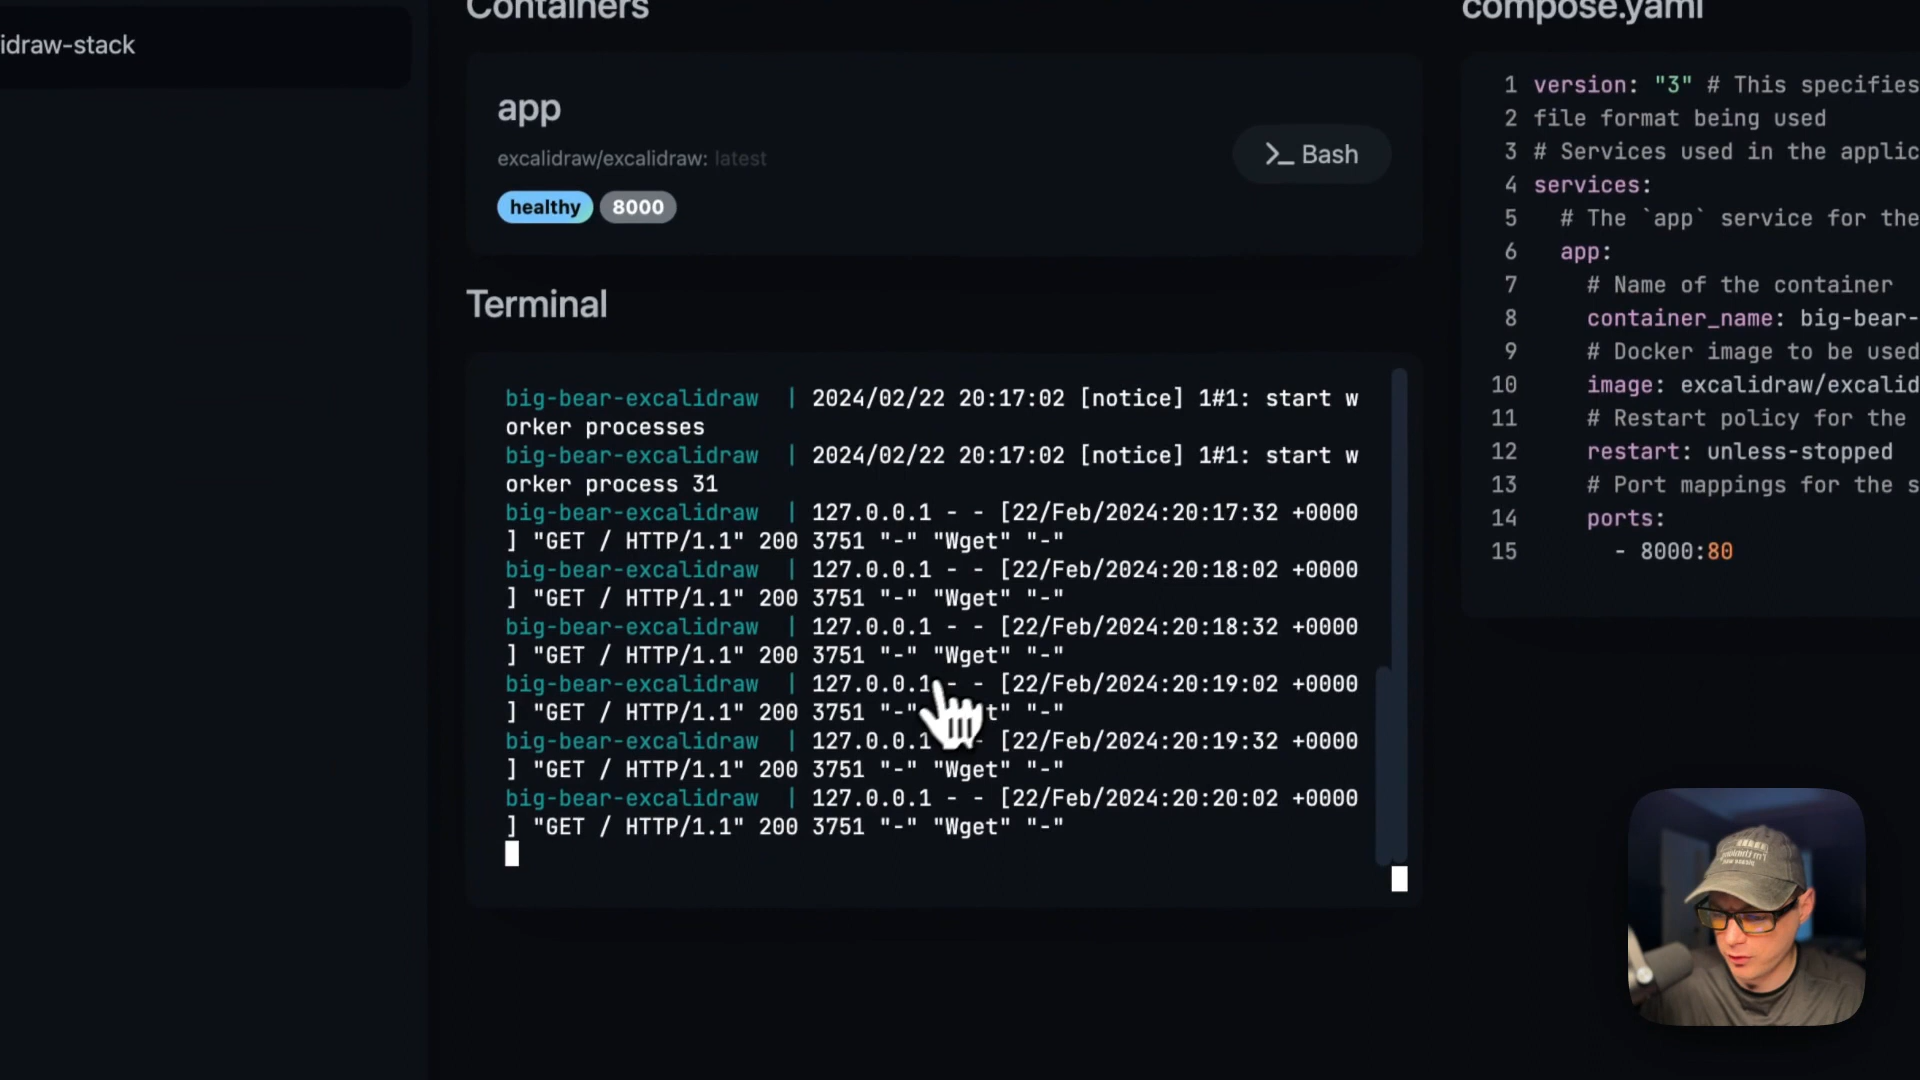 Containers
compose.yaml
idraw-stack
app
excalidraw/excalidraw: latest
>_ Bash
healthy 8000
Terminal
big-bear-excalidraw | 2024/02/22 20:17:02 [notice] 1#1: start w
orker processes
big-bear-excalidraw | 2024/02/22 20:17:02 [notice] 1#1: start w
orker process 31
big-bear-excalidraw | 127.0.0.1 - - [22/Feb/2024:20:17:32 +0000
] "GET / HTTP/1.1" 200 3751 "-" "Wget" "-"
big-bear-excalidraw | 127.0.0.1 - - [22/Feb/2024:20:18:02 +0000
] "GET / HTTP/1.1" 200 3751 "-" "Wget" "-"
big-bear-excalidraw | 127.0.0.1 - - [22/Feb/2024:20:18:32 +0000
] "GET / HTTP/1.1" 200 3751 "-" "Wget" "-"
big-bear-excalidraw | 127.0.0.1 - - [22/Feb/2024:20:19:02 +0000
] "GET / HTTP/1.1" 200 3751 "-" t" "-"
big-bear-excalidraw | 127.0.0.1 - [22/Feb/2024:20:19:32 +0000
] "GET / HTTP/1.1" 200 3751 "-" "Wget" "-"
big-bear-excalidraw | 127.0.0.1 - - [22/Feb/2024:20:20:02 +0000
] "GET / HTTP/1.1" 200 3751 "-" "Wget" "-"
1 version: "3" # This specifies
2 file format being used
3 # Services used in the applic
4 services:
5 # The `app` service for the
6 app:
7 # Name of the container
8 container_name: big-bear-
9 # Docker image to be used
10 image: excalidraw/excalid
11 # Restart policy for the
12 restart: unless-stopped
13 # Port mappings for the s
14 ports:
15 - 8000:80